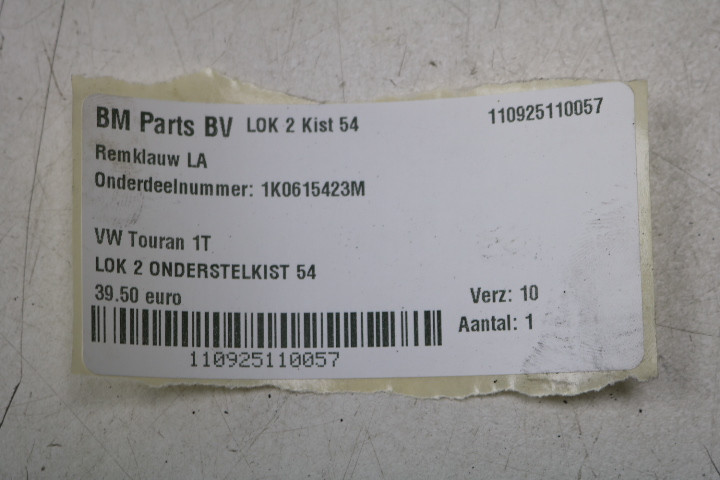 BM Parts BV LOK 2 Kist 54 110925110057
Remklauw LA
Onderdeelnummer: 1K0615423M
VW Touran 1T
LOK 2 ONDERSTELKIST 54
39.50 euro Verz: 10
Aantal: 1
110925110057